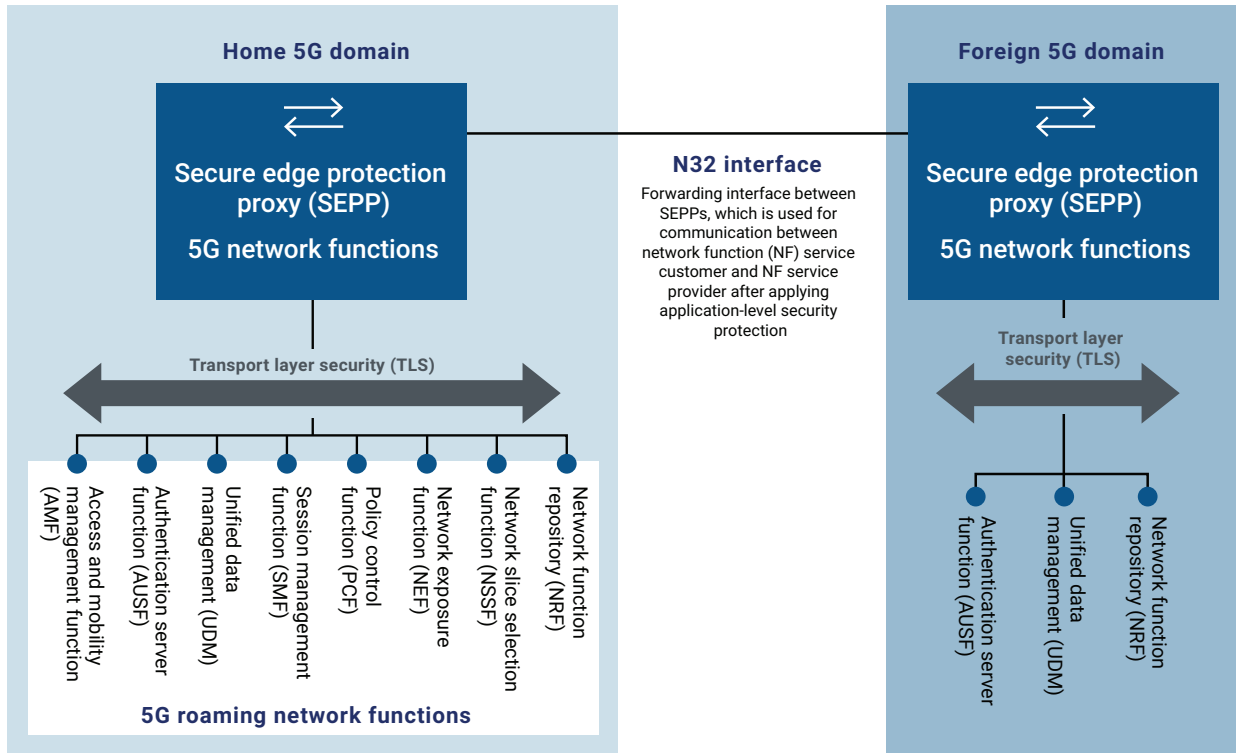 Home 5G domain
Secure edge protection
proxy (SEPP)
5G network functions
Transport layer security (TLS)
Access and mobility
management function
(AMF)
Authentication server
function (AUSF)
Unified data
management (UDM)
Session management
function (SMF)
Policy control
function (PCF)
Network exposure
function (NEF)
Network slice selection
function (NSSF)
Network function
repository (NRF)
5G roaming network functions
N32 interface
Forwarding interface between
SEPPs, which is used for
communication between
network function (NF) service
customer and NF service
provider after applying
application-level security
protection
Foreign 5G domain
Secure edge protection
proxy (SEPP)
5G network functions
Transport layer
security (TLS)
Authentication server
function (AUSF)
Unified data
management (UDM)
Network function
repository (NRF)